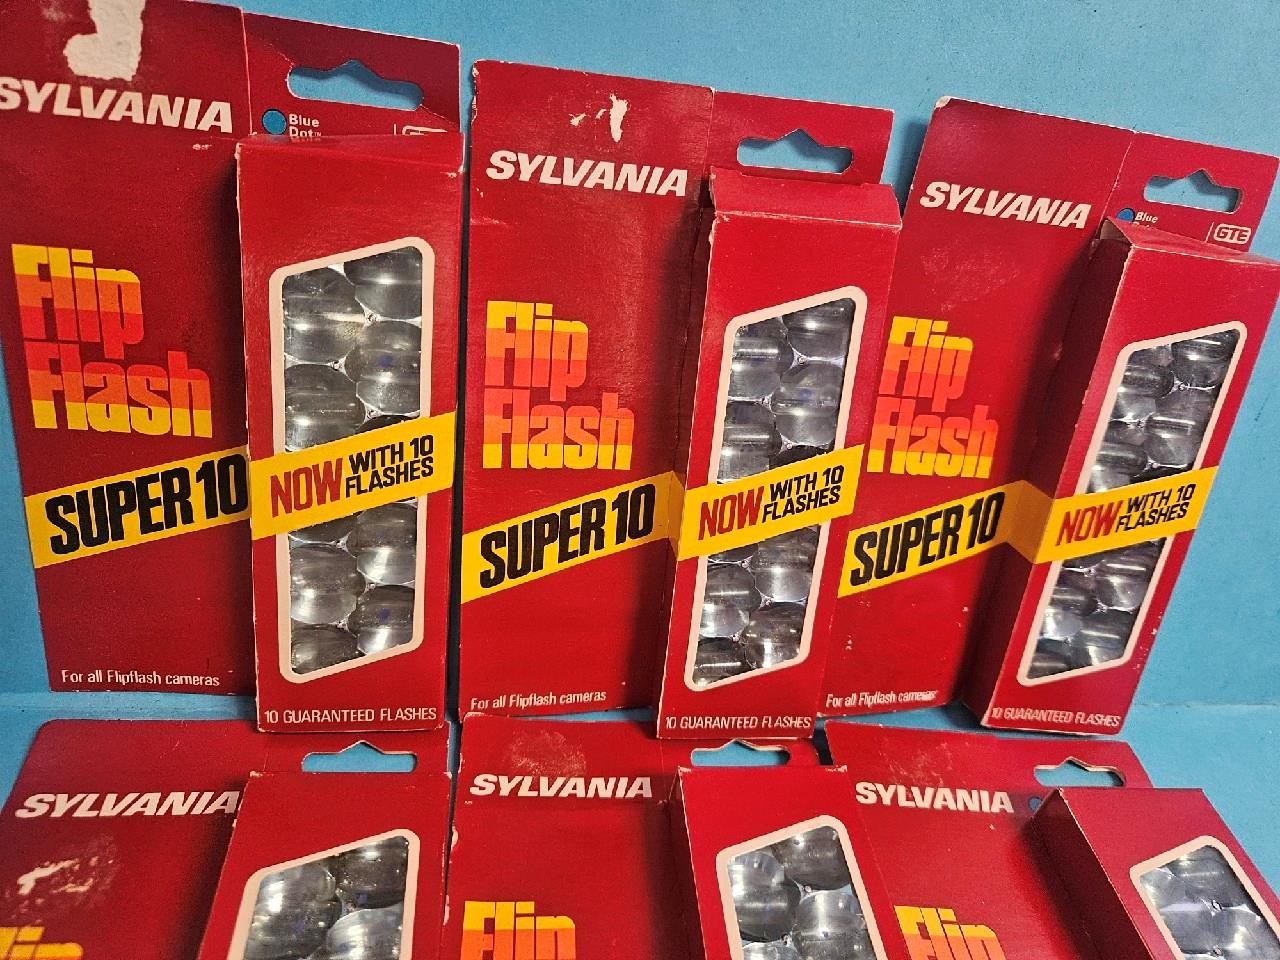 SYLVANIA
Blue
Dot™
Flip
Flash
SUPER 10
NOW WITH 10
FLASHES
For all Flipflash cameras
10 GUARANTEED FLASHES
SYLVANIA
Flip
Flash
SUPER 10
NOW WITH 10
FLASHES
For all Flipflash cameras
10 GUARANTEED FLASHES
SYLVANIA
Blue
GTE
Flip
Flash
SUPER 10
NOW WITH 10
FLASHES
For all Flipflash cameras
10 GUARANTEED FLASHES
SYLVANIA
SYLVANIA
Flip
SYLVANIA
Flip